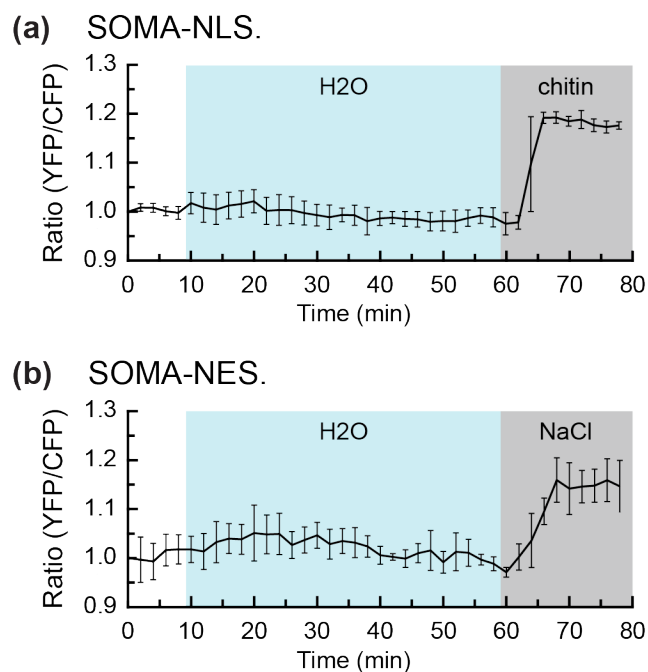 (a) SOMA-NLS.
1.3
H2O
chitin
1.2
1.1
1.0
0.9
Ratio (YFP/CFP)
0 10 20 30 40 50 60 70 80
Time (min)
(b) SOMA-NES.
1.3
H2O
NaCl
1.2
1.1
1.0
0.9
Ratio (YFP/CFP)
0 10 20 30 40 50 60 70 80
Time (min)